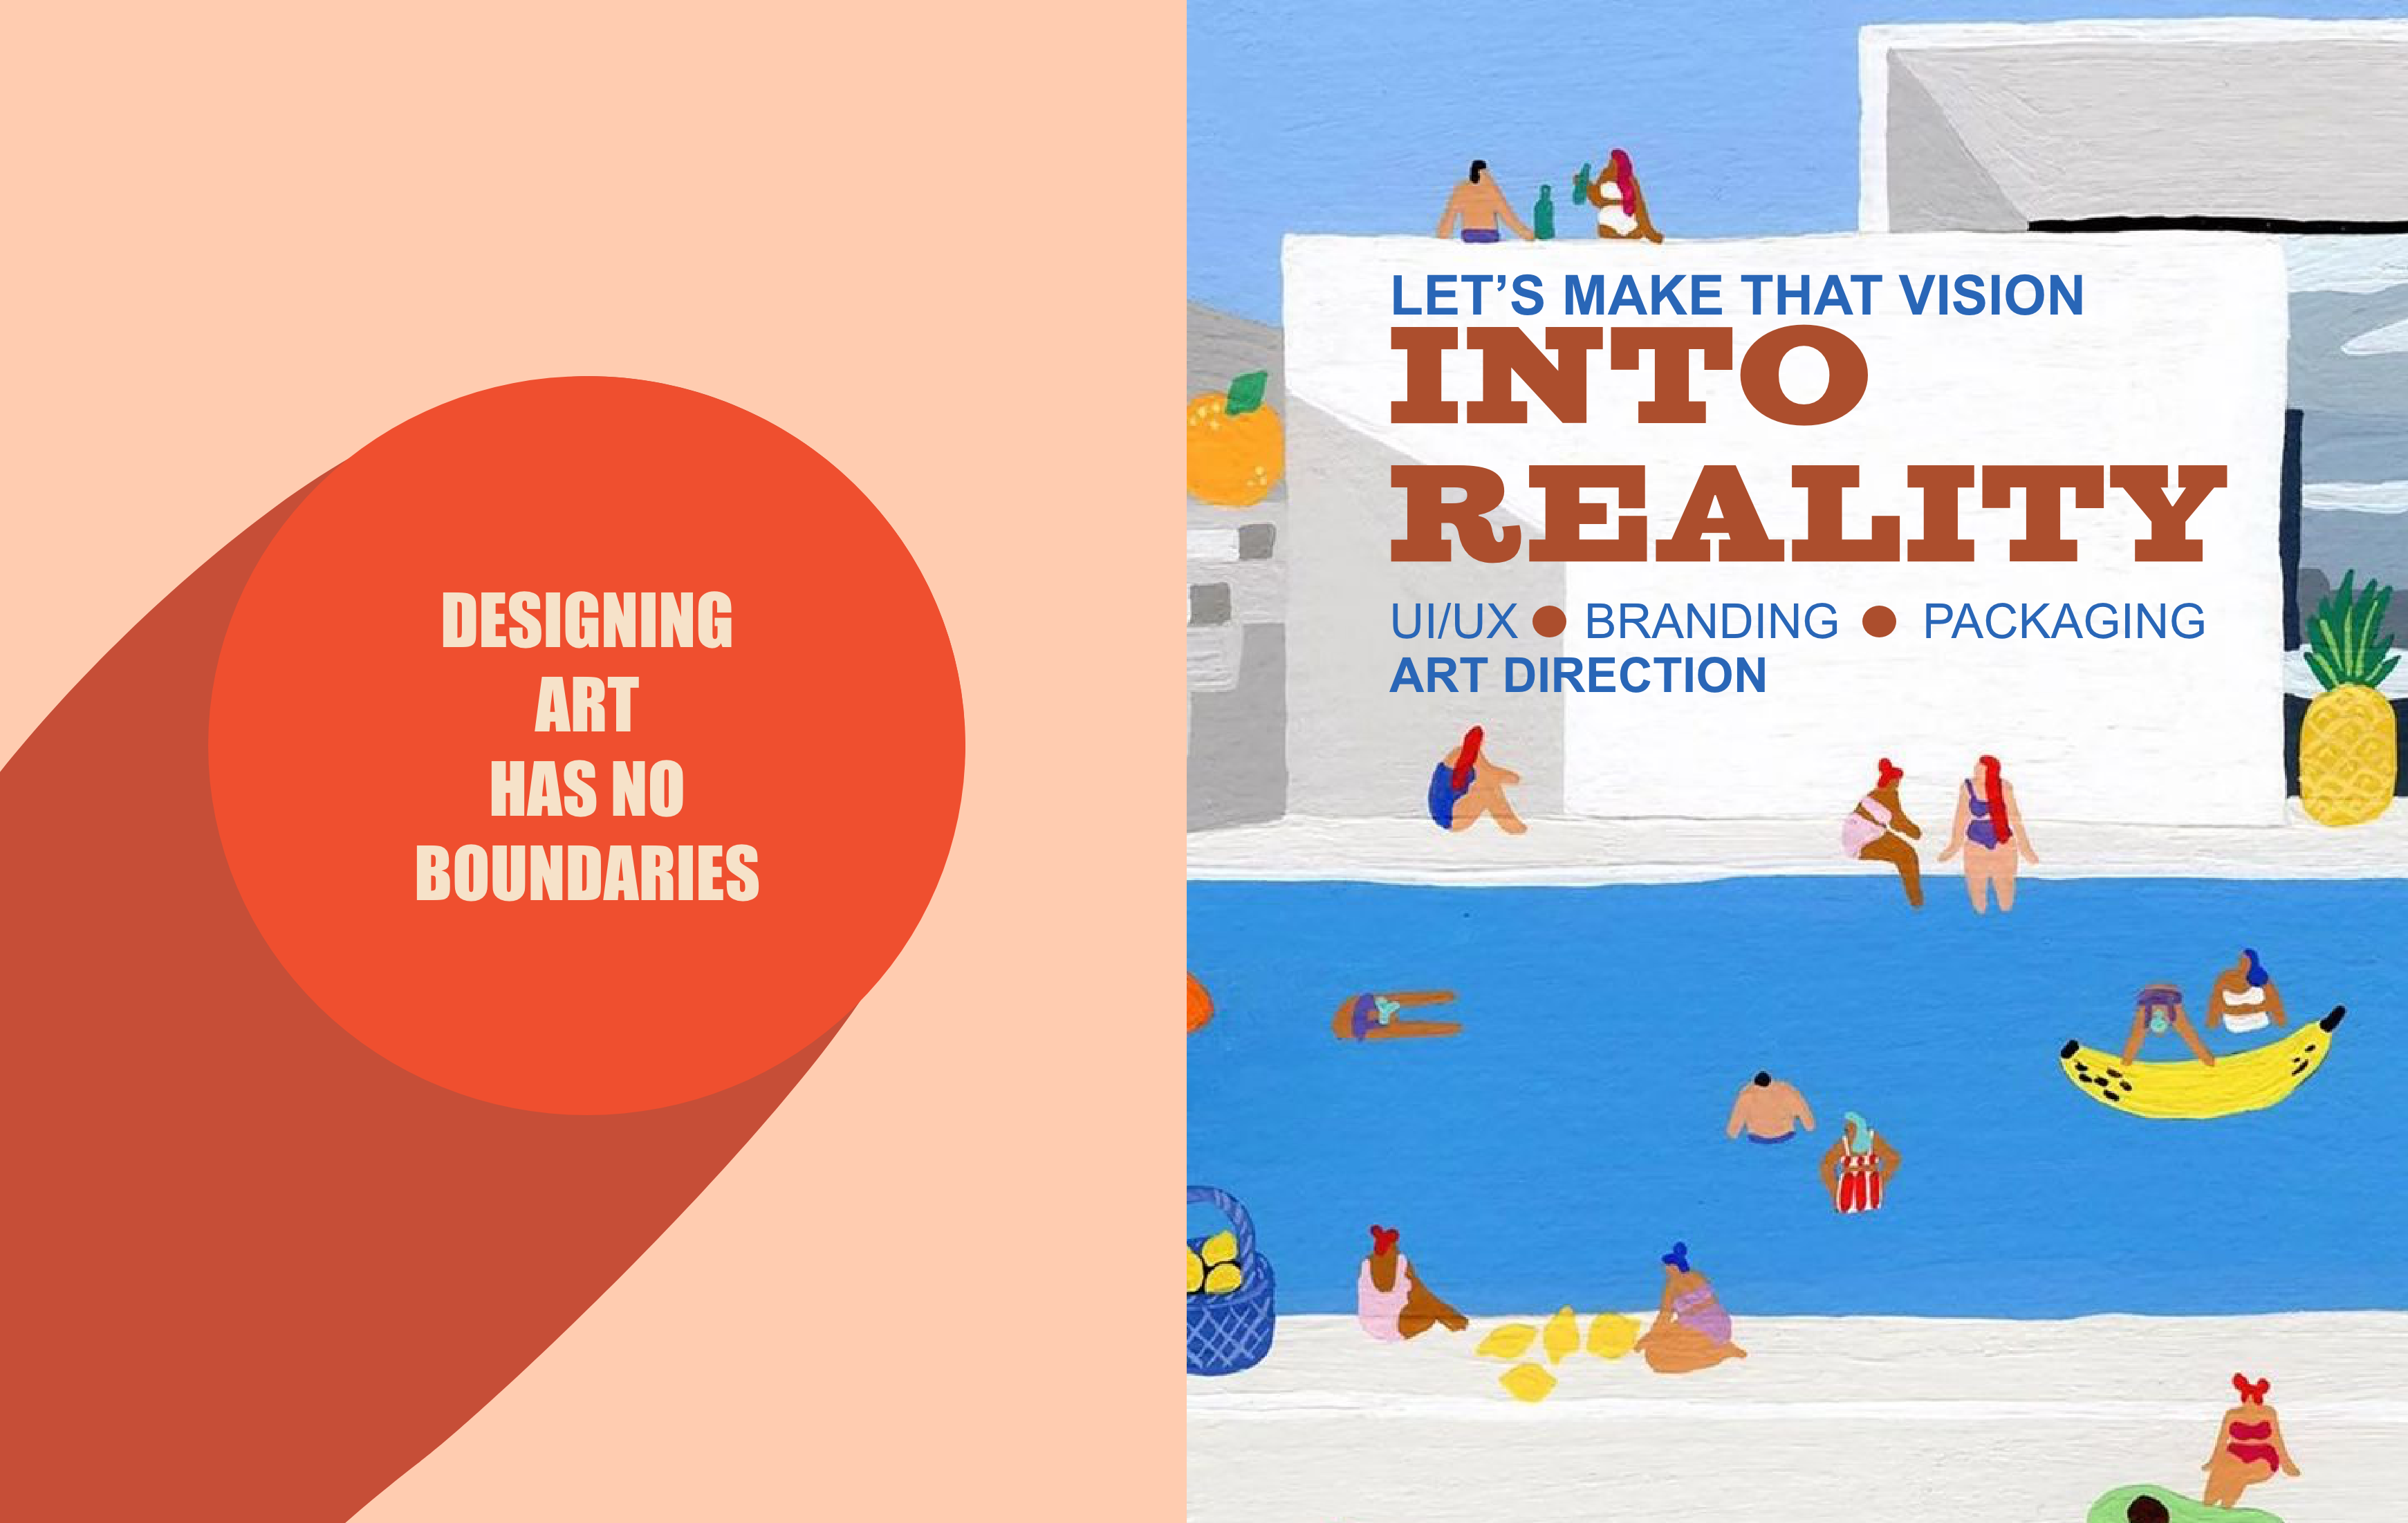 DESIGNING
ART
HAS NO
BOUNDARIES
LET’S MAKE THAT VISION
INTO
REALITY
UI/UX ● BRANDING ● PACKAGING
ART DIRECTION